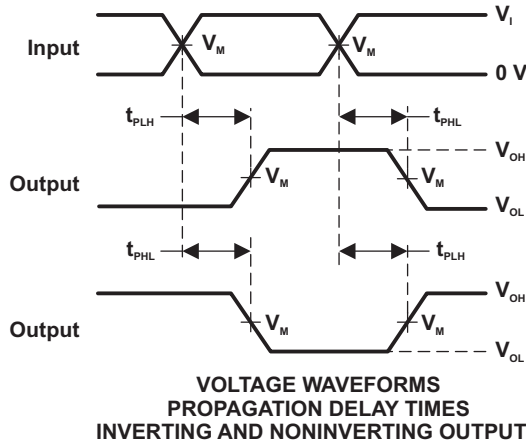 V_I
Input
V_M
V_M
0 V
t_PLH
t_PHL
V_OH
Output
V_M
V_M
V_OL
t_PHL
t_PLH
V_OH
Output
V_M
V_M
V_OL
VOLTAGE WAVEFORMS
PROPAGATION DELAY TIMES
INVERTING AND NONINVERTING OUTPUT